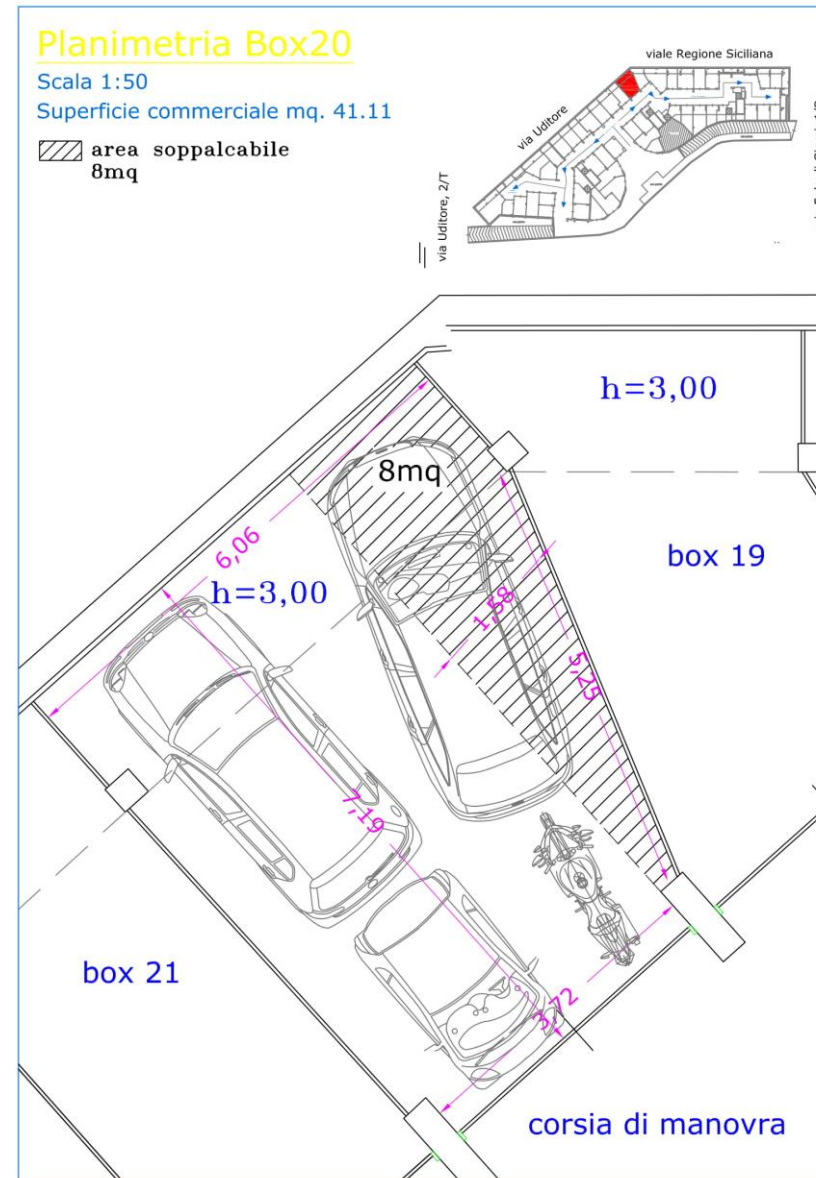 Planimetria Box20
Scala 1:50
Superficie commerciale mq. 41.11
area soppalcabile
8mq
viale Regione Siciliana
via Uditore
via Uditore, 2/T
h=3,00
8mq
6,06
h=3,00
box 19
1,58
5,25
7,19
box 21
3,72
corsia di manovra